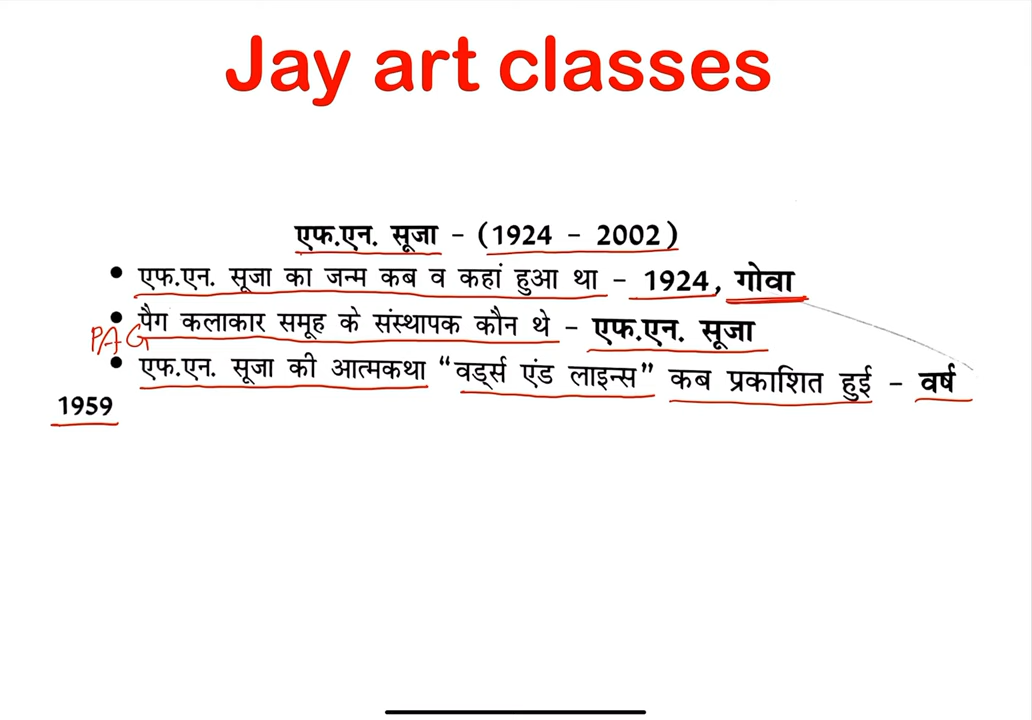 Jay art classes
एफ.एन. सूजा – (1924 – 2002)
• एफ.एन. सूजा का जन्म कब व कहां हुआ था – 1924, गोवा
• पैग कलाकार समूह के संस्थापक कौन थे – एफ.एन. सूजा
PAG
• एफ.एन. सूजा की आत्मकथा “वर्ड्स एंड लाइन्स” कब प्रकाशित हुई – वर्ष
1959